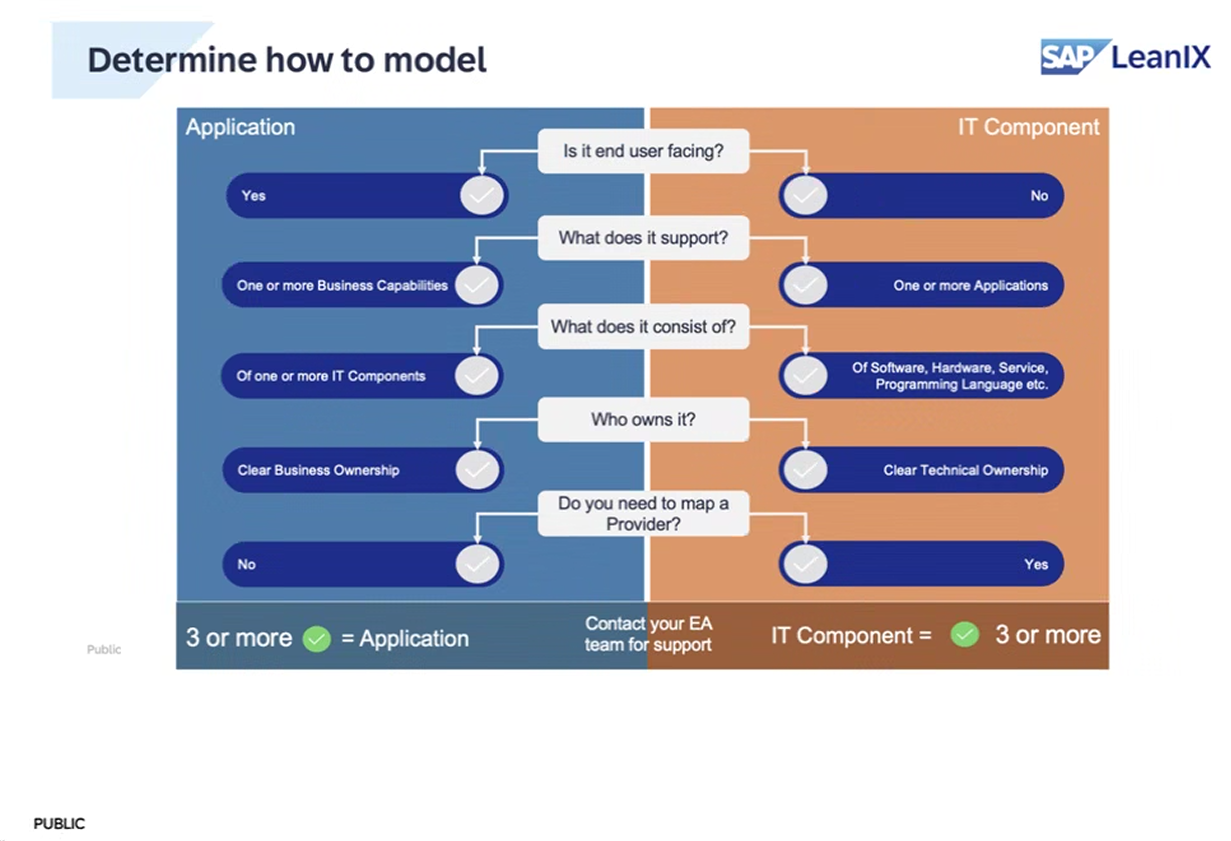 Determine how to model
SAP LeanIX
Application
IT Component
Is it end user facing?
Yes
No
What does it support?
One or more Business Capabilities
One or more Applications
What does it consist of?
Of one or more IT Components
Of Software, Hardware, Service,
Programming Language etc.
Who owns it?
Clear Business Ownership
Clear Technical Ownership
Do you need to map a
Provider?
No
Yes
3 or more = Application
Contact your EA
team for support
IT Component = 3 or more
Public
PUBLIC